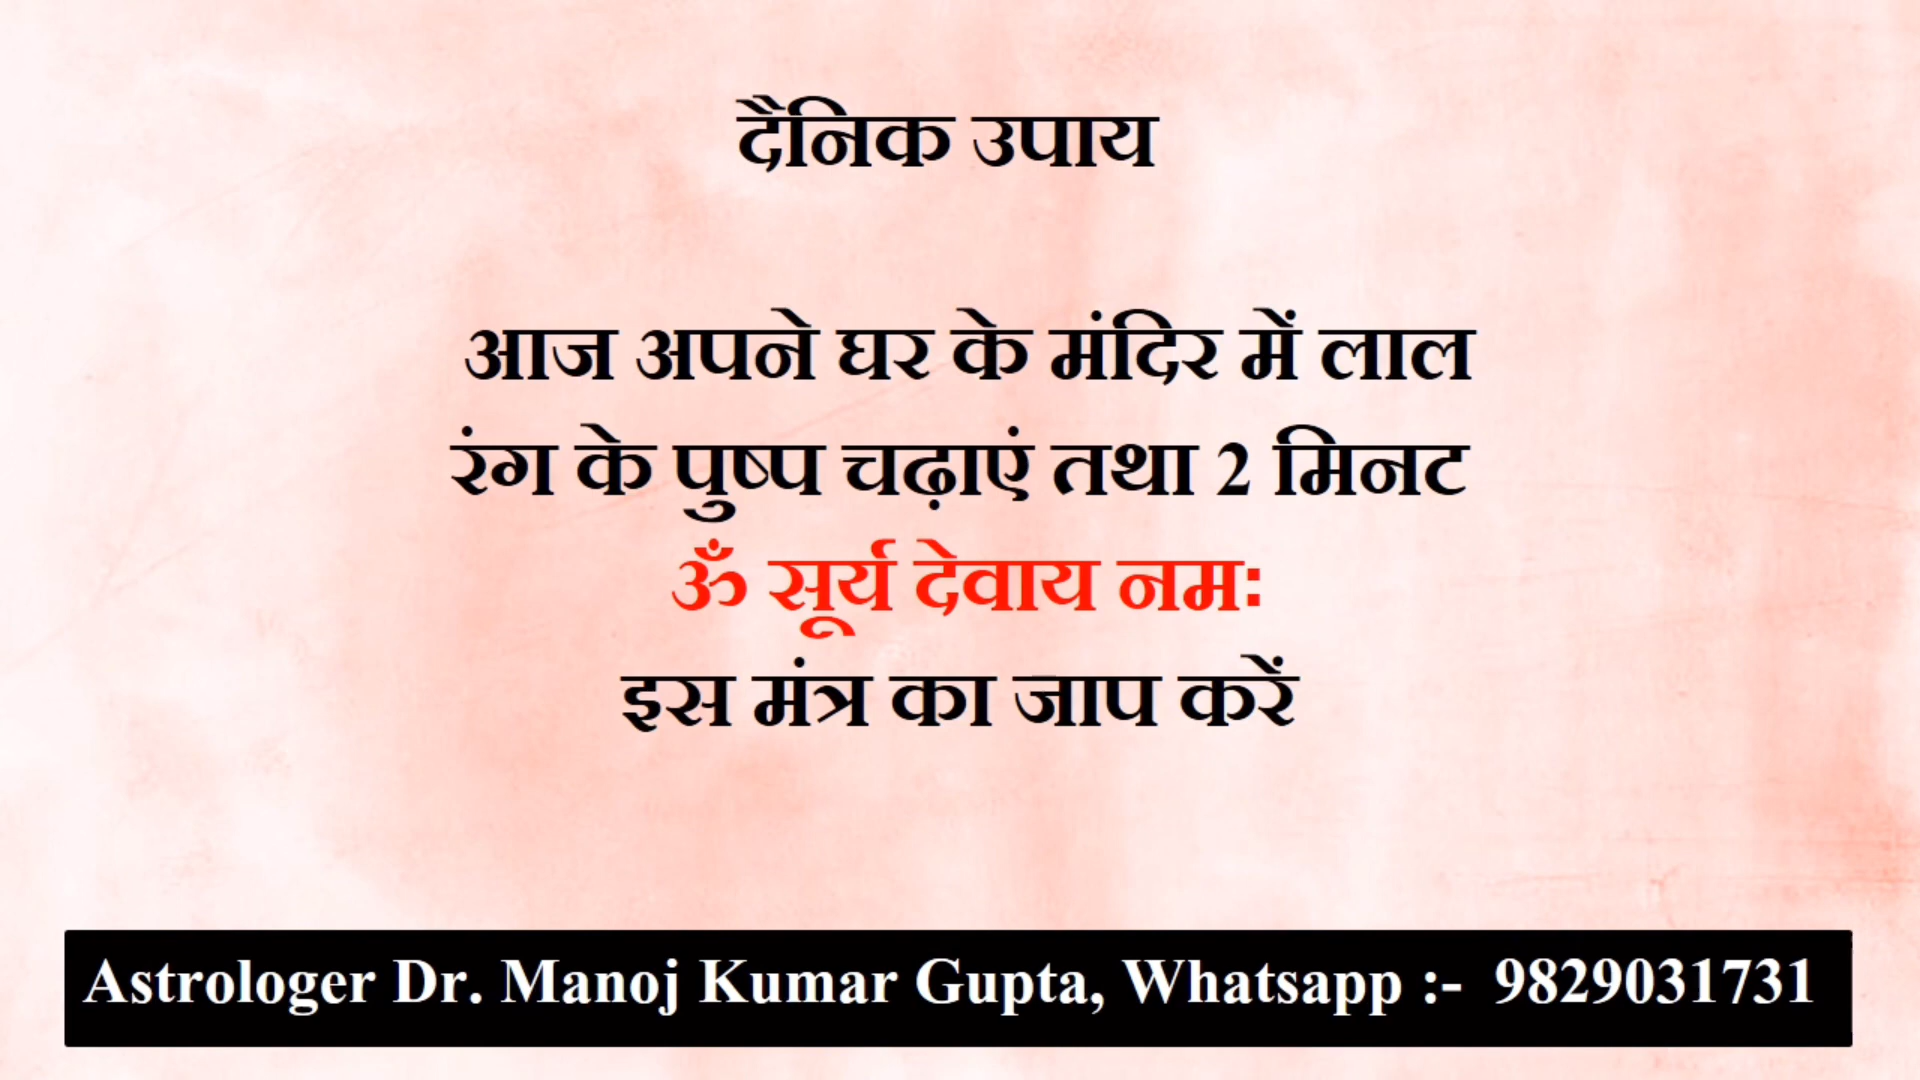 दैनिक उपाय
आज अपने घर के मंदिर में लाल
रंग के पुष्प चढ़ाएं तथा 2 मिनट
ॐ सूर्य देवाय नमः
इस मंत्र का जाप करें
Astrologer Dr. Manoj Kumar Gupta, Whatsapp :-  9829031731